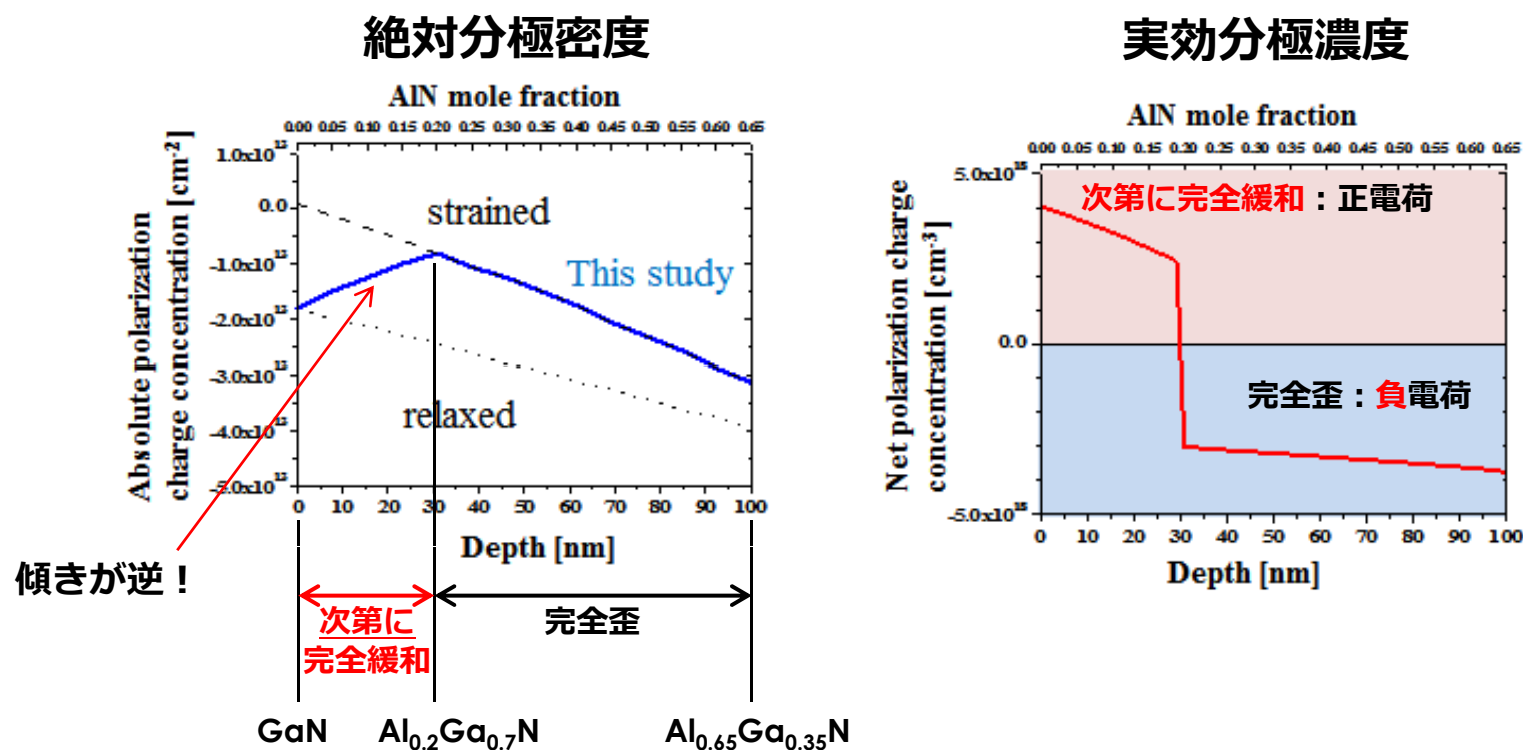 絶対分極密度
AlN mole fraction
0.00 0.05 0.10 0.15 0.20 0.25 0.30 0.35 0.40 0.45 0.50 0.55 0.60 0.65
Absolute polarization
charge concentration [cm-2]
1.0x10¹³
0.0
-1.0x10¹³
-2.0x10¹³
-3.0x10¹³
-4.0x10¹³
-5.0x10¹³
strained
This study
relaxed
0 10 20 30 40 50 60 70 80 90 100
Depth [nm]
傾きが逆！
次第に
完全緩和
完全歪
GaN
Al0.2Ga0.7N
Al0.65Ga0.35N
実効分極濃度
AlN mole fraction
0.00 0.05 0.10 0.15 0.20 0.25 0.30 0.35 0.40 0.45 0.50 0.55 0.60 0.65
Net polarization charge
concentration [cm-3]
5.0x10¹⁸
0.0
-5.0x10¹⁸
次第に完全緩和：正電荷
完全歪：負電荷
0 10 20 30 40 50 60 70 80 90 100
Depth [nm]